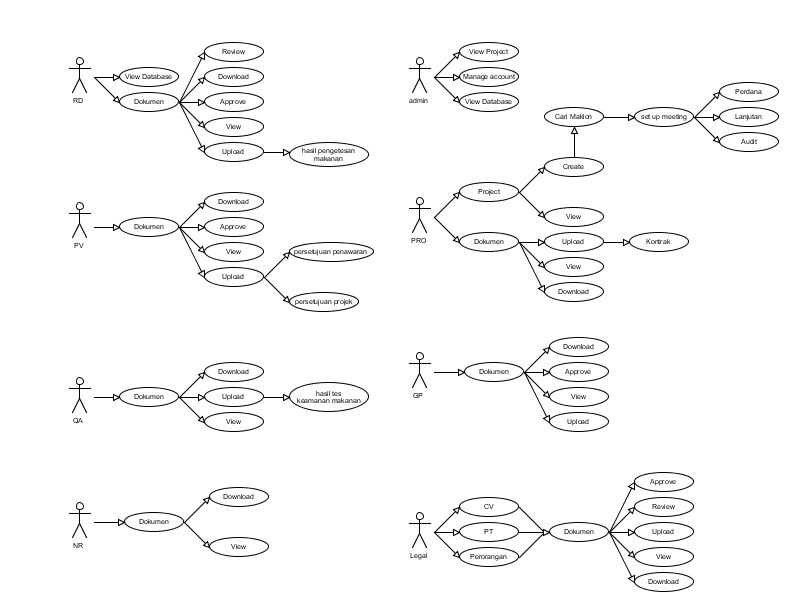 Review
View Database
Download
RD
Dokumen
Approve
View
Upload
hasil pengetesan
makanan
Download
PV
Dokumen
Approve
View
persetujuan penawaran
Upload
persetujuan projek
Download
QA
Dokumen
Upload
hasil tes
keamanan makanan
View
Download
NR
Dokumen
View
View Project
admin
Manage account
View Database
Perdana
Cari Maklon
set up meeting
Lanjutan
Audit
Create
Project
View
PRO
Dokumen
Upload
Kontrak
View
Download
Download
GP
Dokumen
Approve
View
Upload
Approve
CV
Review
Legal
PT
Dokumen
Upload
Perorangan
View
Download